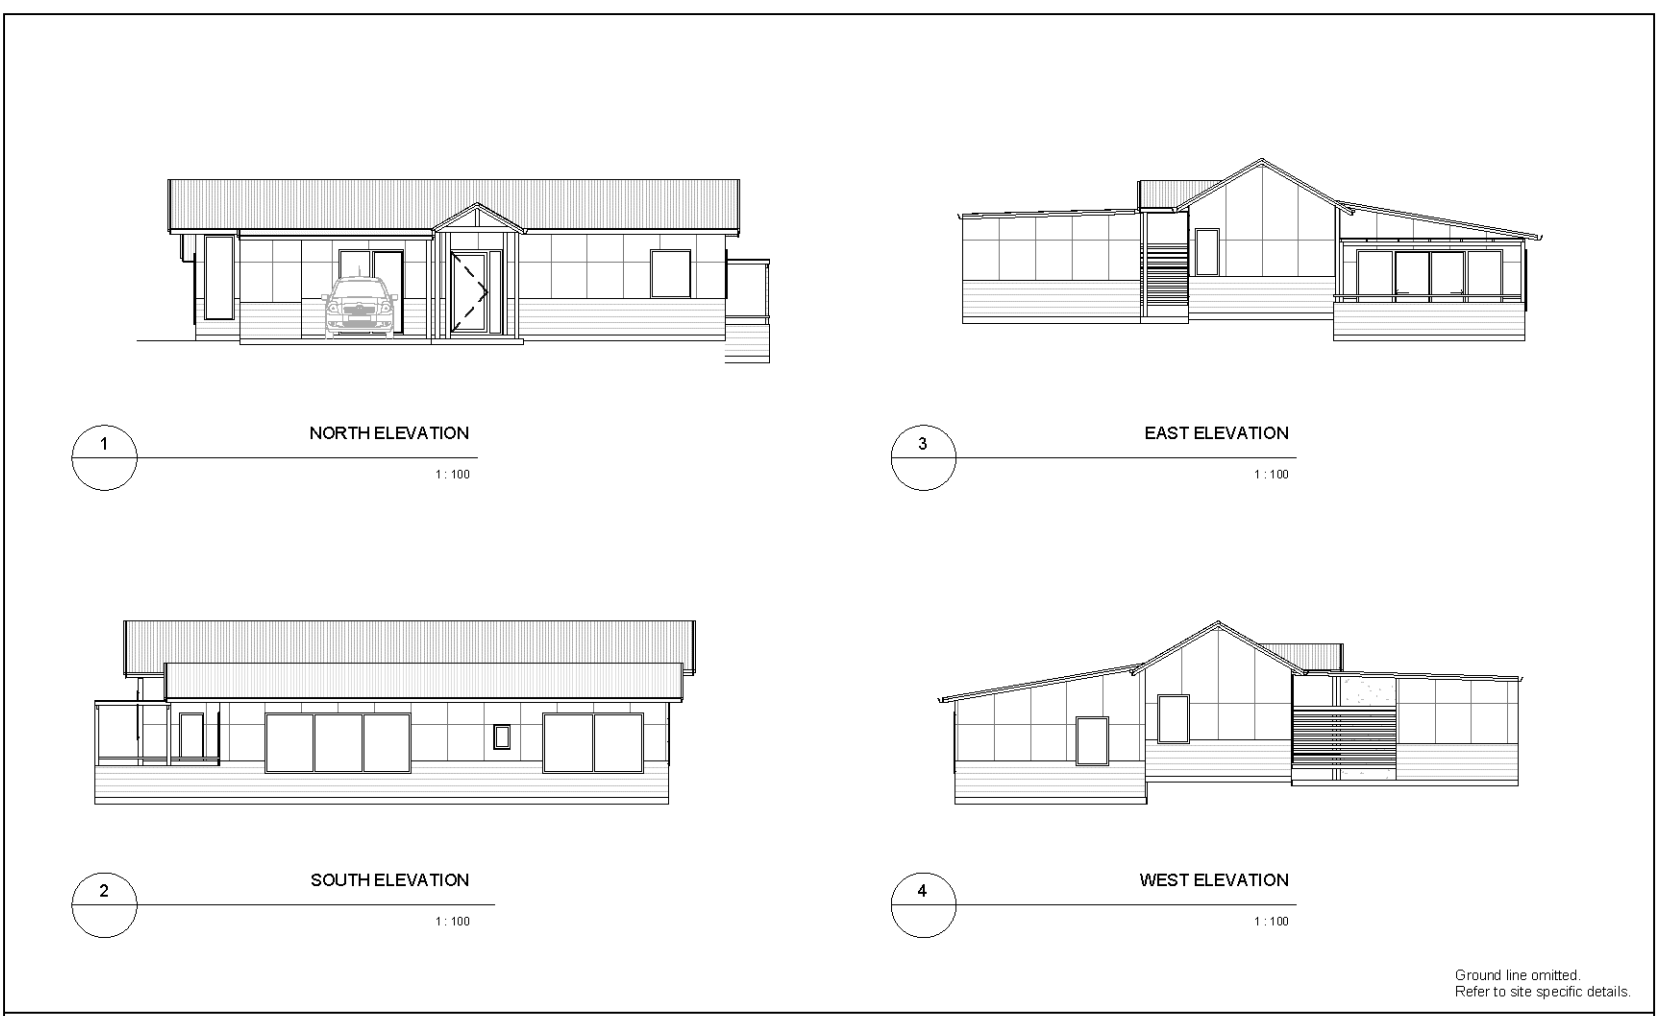 1
NORTH ELEVATION
1 : 100
3
EAST ELEVATION
1 : 100
2
SOUTH ELEVATION
1 : 100
4
WEST ELEVATION
1 : 100
Ground line omitted.
Refer to site specific details.